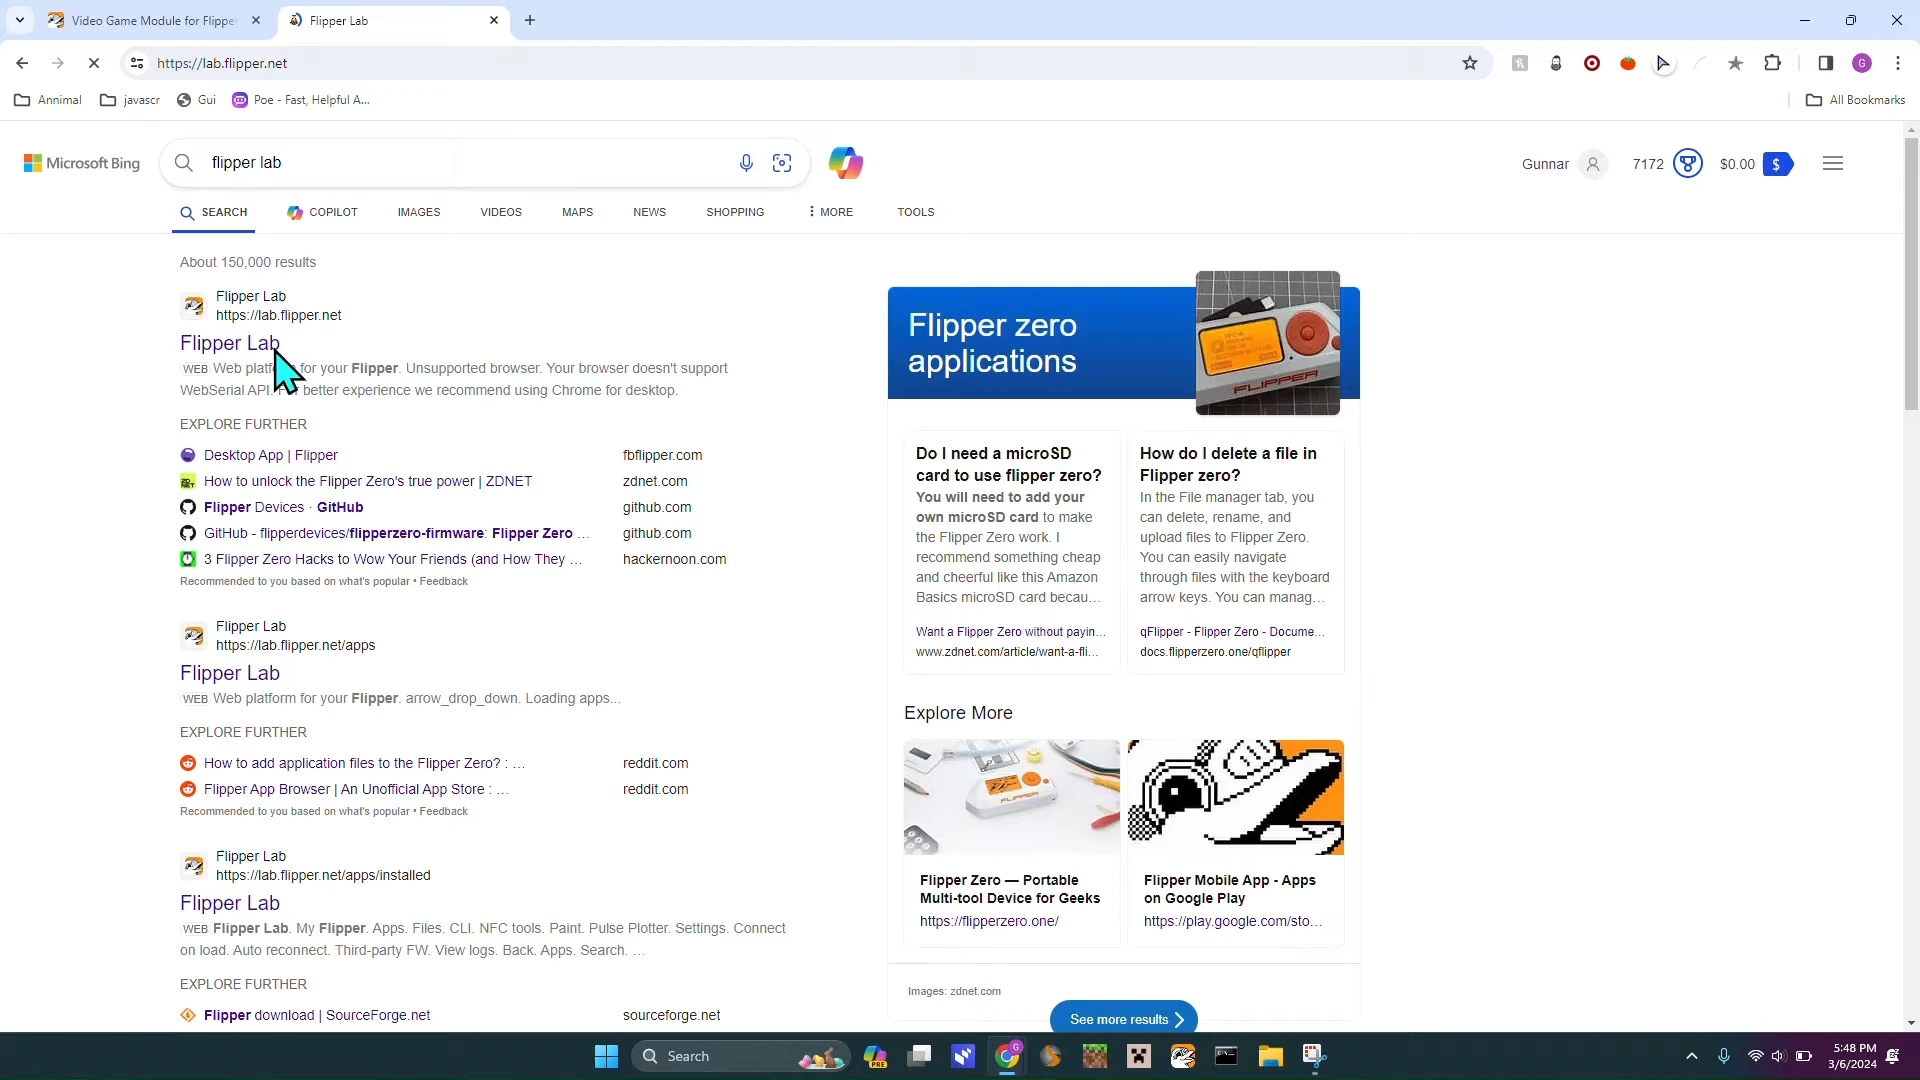 Video Game Module for Flipper
Flipper Lab
https://lab.flipper.net
G
Annimal
javascr
Gui
Poe - Fast, Helpful A...
All Bookmarks
Microsoft Bing
flipper lab
Gunnar
7172
$0.00
$
SEARCH
COPILOT
IMAGES
VIDEOS
MAPS
NEWS
SHOPPING
MORE
TOOLS
About 150,000 results
Flipper Lab
https://lab.flipper.net
Flipper Lab
WEB Web for your Flipper. Unsupported browser. Your browser doesn't support
WebSerial API. better experience we recommend using Chrome for desktop.
EXPLORE FURTHER
Desktop App | Flipper
fbflipper.com
How to unlock the Flipper Zero's true power | ZDNET
zdnet.com
Flipper Devices · GitHub
github.com
GitHub - flipperdevices/flipperzero-firmware: Flipper Zero ...
github.com
3 Flipper Zero Hacks to Wow Your Friends (and How They ...
hackernoon.com
Recommended to you based on what's popular • Feedback
Flipper Lab
https://lab.flipper.net/apps
Flipper Lab
WEB Web platform for your Flipper. arrow_drop_down. Loading apps...
EXPLORE FURTHER
How to add application files to the Flipper Zero? : ...
reddit.com
Flipper App Browser | An Unofficial App Store : ...
reddit.com
Recommended to you based on what's popular • Feedback
Flipper Lab
https://lab.flipper.net/apps/installed
Flipper Lab
WEB Flipper Lab. My Flipper. Apps. Files. CLI. NFC tools. Paint. Pulse Plotter. Settings. Connect
on load. Auto reconnect. Third-party FW. View logs. Back. Apps. Search. ...
EXPLORE FURTHER
Flipper download | SourceForge.net
sourceforge.net
Flipper zero
applications
FLIPPER
Do I need a microSD
card to use flipper zero?
You will need to add your
own microSD card to make
the Flipper Zero work. I
recommend something cheap
and cheerful like this Amazon
Basics microSD card becau...
Want a Flipper Zero without payin...
www.zdnet.com/article/want-a-fli...
How do I delete a file in
Flipper zero?
In the File manager tab, you
can delete, rename, and
upload files to Flipper Zero.
You can easily navigate
through files with the keyboard
arrow keys. You can manag...
qFlipper - Flipper Zero - Docume...
docs.flipperzero.one/qflipper
Explore More
FLIPPER
Flipper Zero — Portable
Multi-tool Device for Geeks
https://flipperzero.one/
Flipper Mobile App - Apps
on Google Play
https://play.google.com/sto...
Images: zdnet.com
See more results
Search
PRE
G
5:48 PM
3/6/2024